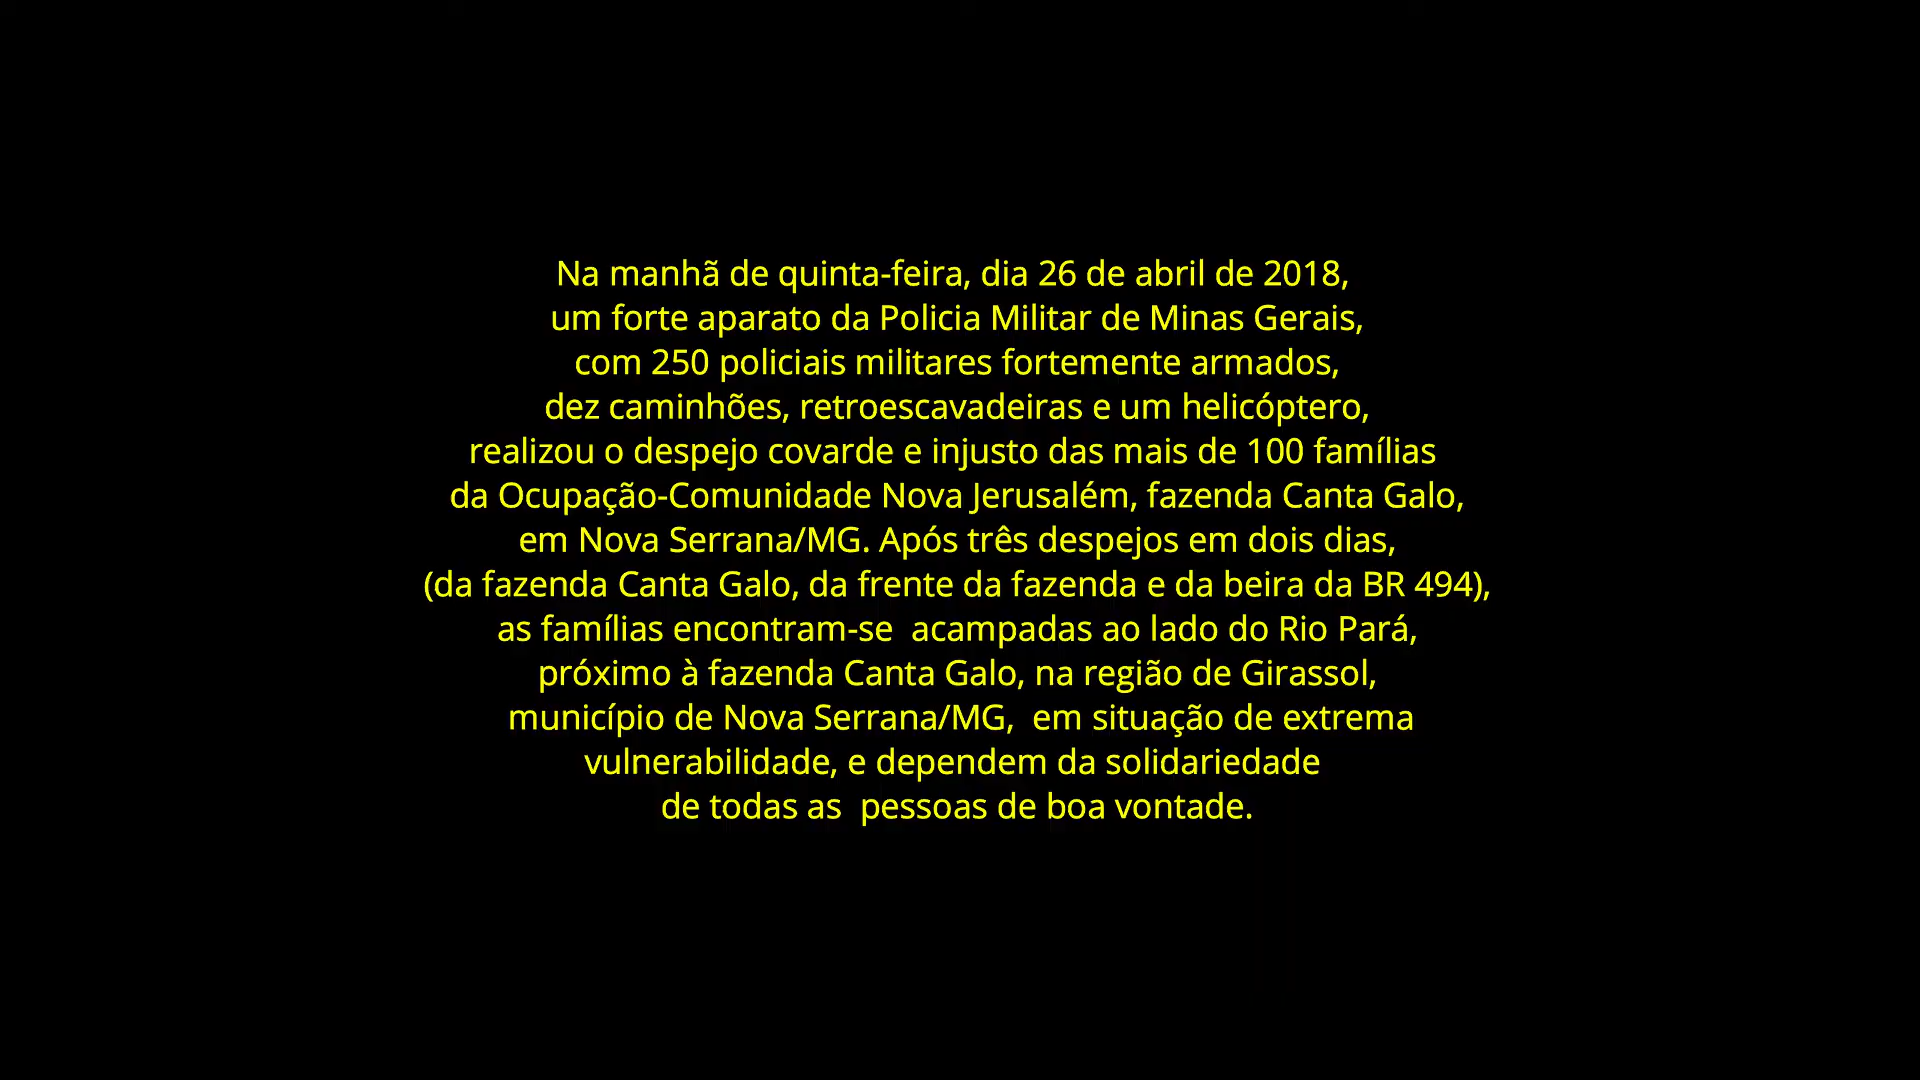 Na manhã de quinta-feira, dia 26 de abril de 2018,
um forte aparato da Policia Militar de Minas Gerais,
com 250 policiais militares fortemente armados,
dez caminhões, retroescavadeiras e um helicóptero,
realizou o despejo covarde e injusto das mais de 100 famílias
da Ocupação-Comunidade Nova Jerusalém, fazenda Canta Galo,
em Nova Serrana/MG. Após três despejos em dois dias,
(da fazenda Canta Galo, da frente da fazenda e da beira da BR 494),
as famílias encontram-se  acampadas ao lado do Rio Pará,
próximo à fazenda Canta Galo, na região de Girassol,
município de Nova Serrana/MG,  em situação de extrema
vulnerabilidade, e dependem da solidariedade
de todas as  pessoas de boa vontade.